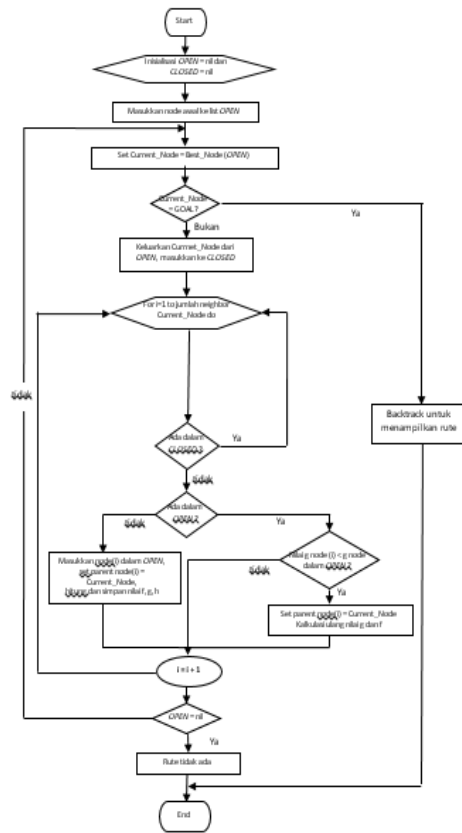 Start
Inisialisasi OPEN = nil dan
CLOSED = nil
Masukkan node awal ke list OPEN
Set Current_Node = Best_Node (OPEN)
Current_Node
= GOAL?
Ya
Bukan
Keluarkan Currnet_Node dari
OPEN, masukkan ke CLOSED
For i=1 to jumlah neighbor
Current_Node do
tidak
Backtrack untuk
menampilkan rute
Ada dalam
CLOSED ?
Ya
tidak
Ada dalam
OPEN ?
tidak
Ya
Masukkan node(i) dalam OPEN,
set parent node(i) =
Current_Node,
hitung dan simpan nilai f, g, h
Nilai g node (i) < g node
dalam OPEN ?
tidak
Ya
Set parent node(i) = Current_Node
Kalkulasi ulang nilai g dan f
i = i + 1
OPEN = nil
Ya
Rute tidak ada
End